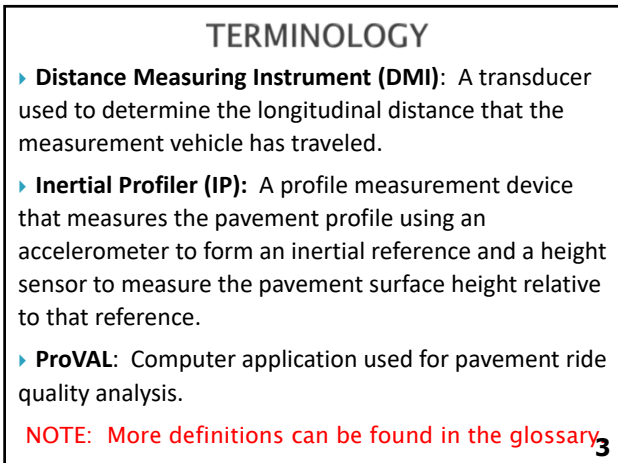 TERMINOLOGY
‣ Distance Measuring Instrument (DMI): A transducer
used to determine the longitudinal distance that the
measurement vehicle has traveled.
‣ Inertial Profiler (IP): A profile measurement device
that measures the pavement profile using an
accelerometer to form an inertial reference and a height
sensor to measure the pavement surface height relative
to that reference.
‣ ProVAL: Computer application used for pavement ride
quality analysis.
NOTE: More definitions can be found in the glossary.
3